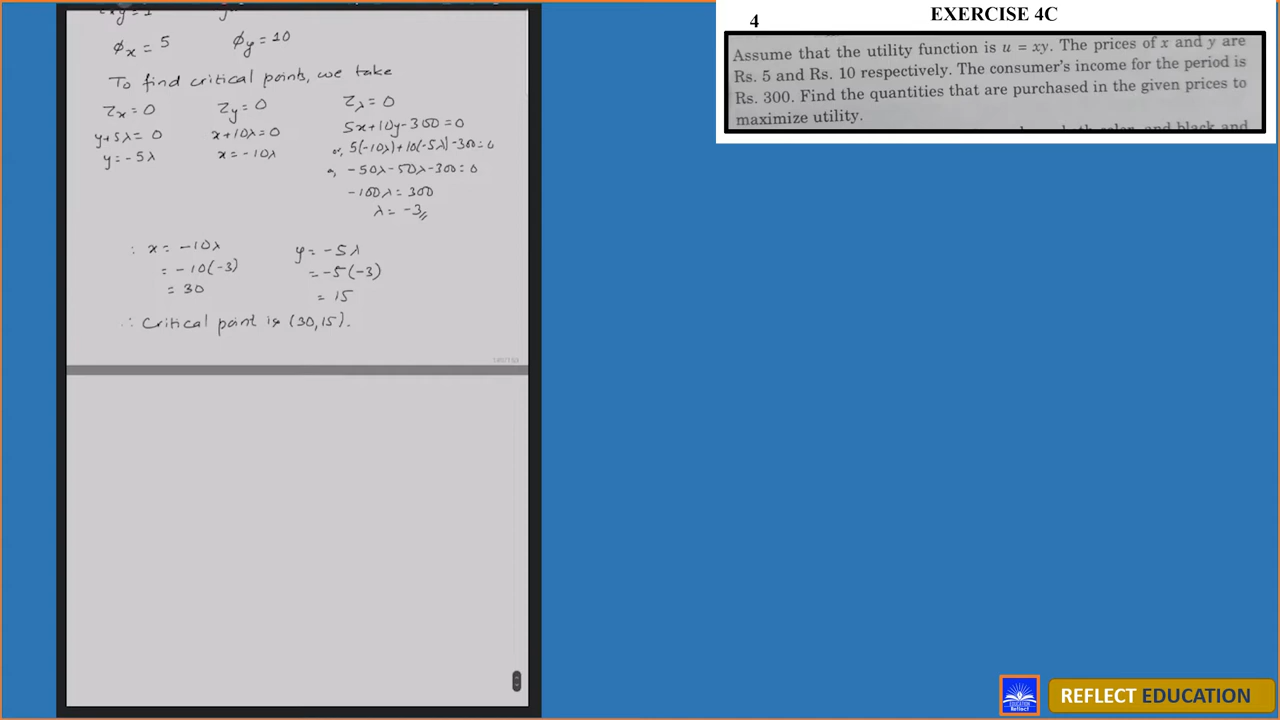 φx = 5 φy = 10
To find critical points, we take
Zx = 0 Zy = 0 Zλ = 0
y+5λ = 0 x+10λ = 0 5x+10y-300 = 0
y = -5λ x = -10λ or, 5(-10λ)+10(-5λ)-300 = 0
or, -50λ-50λ-300 = 0
-100λ = 300
λ = -3
∴ x = -10λ y = -5λ
= -10(-3) = -5(-3)
= 30 = 15
∴ Critical point is (30,15).
4
EXERCISE 4C
Assume that the utility function is u = xy. The prices of x and y are
Rs. 5 and Rs. 10 respectively. The consumer's income for the period is
Rs. 300. Find the quantities that are purchased in the given prices to
maximize utility.
REFLECT EDUCATION